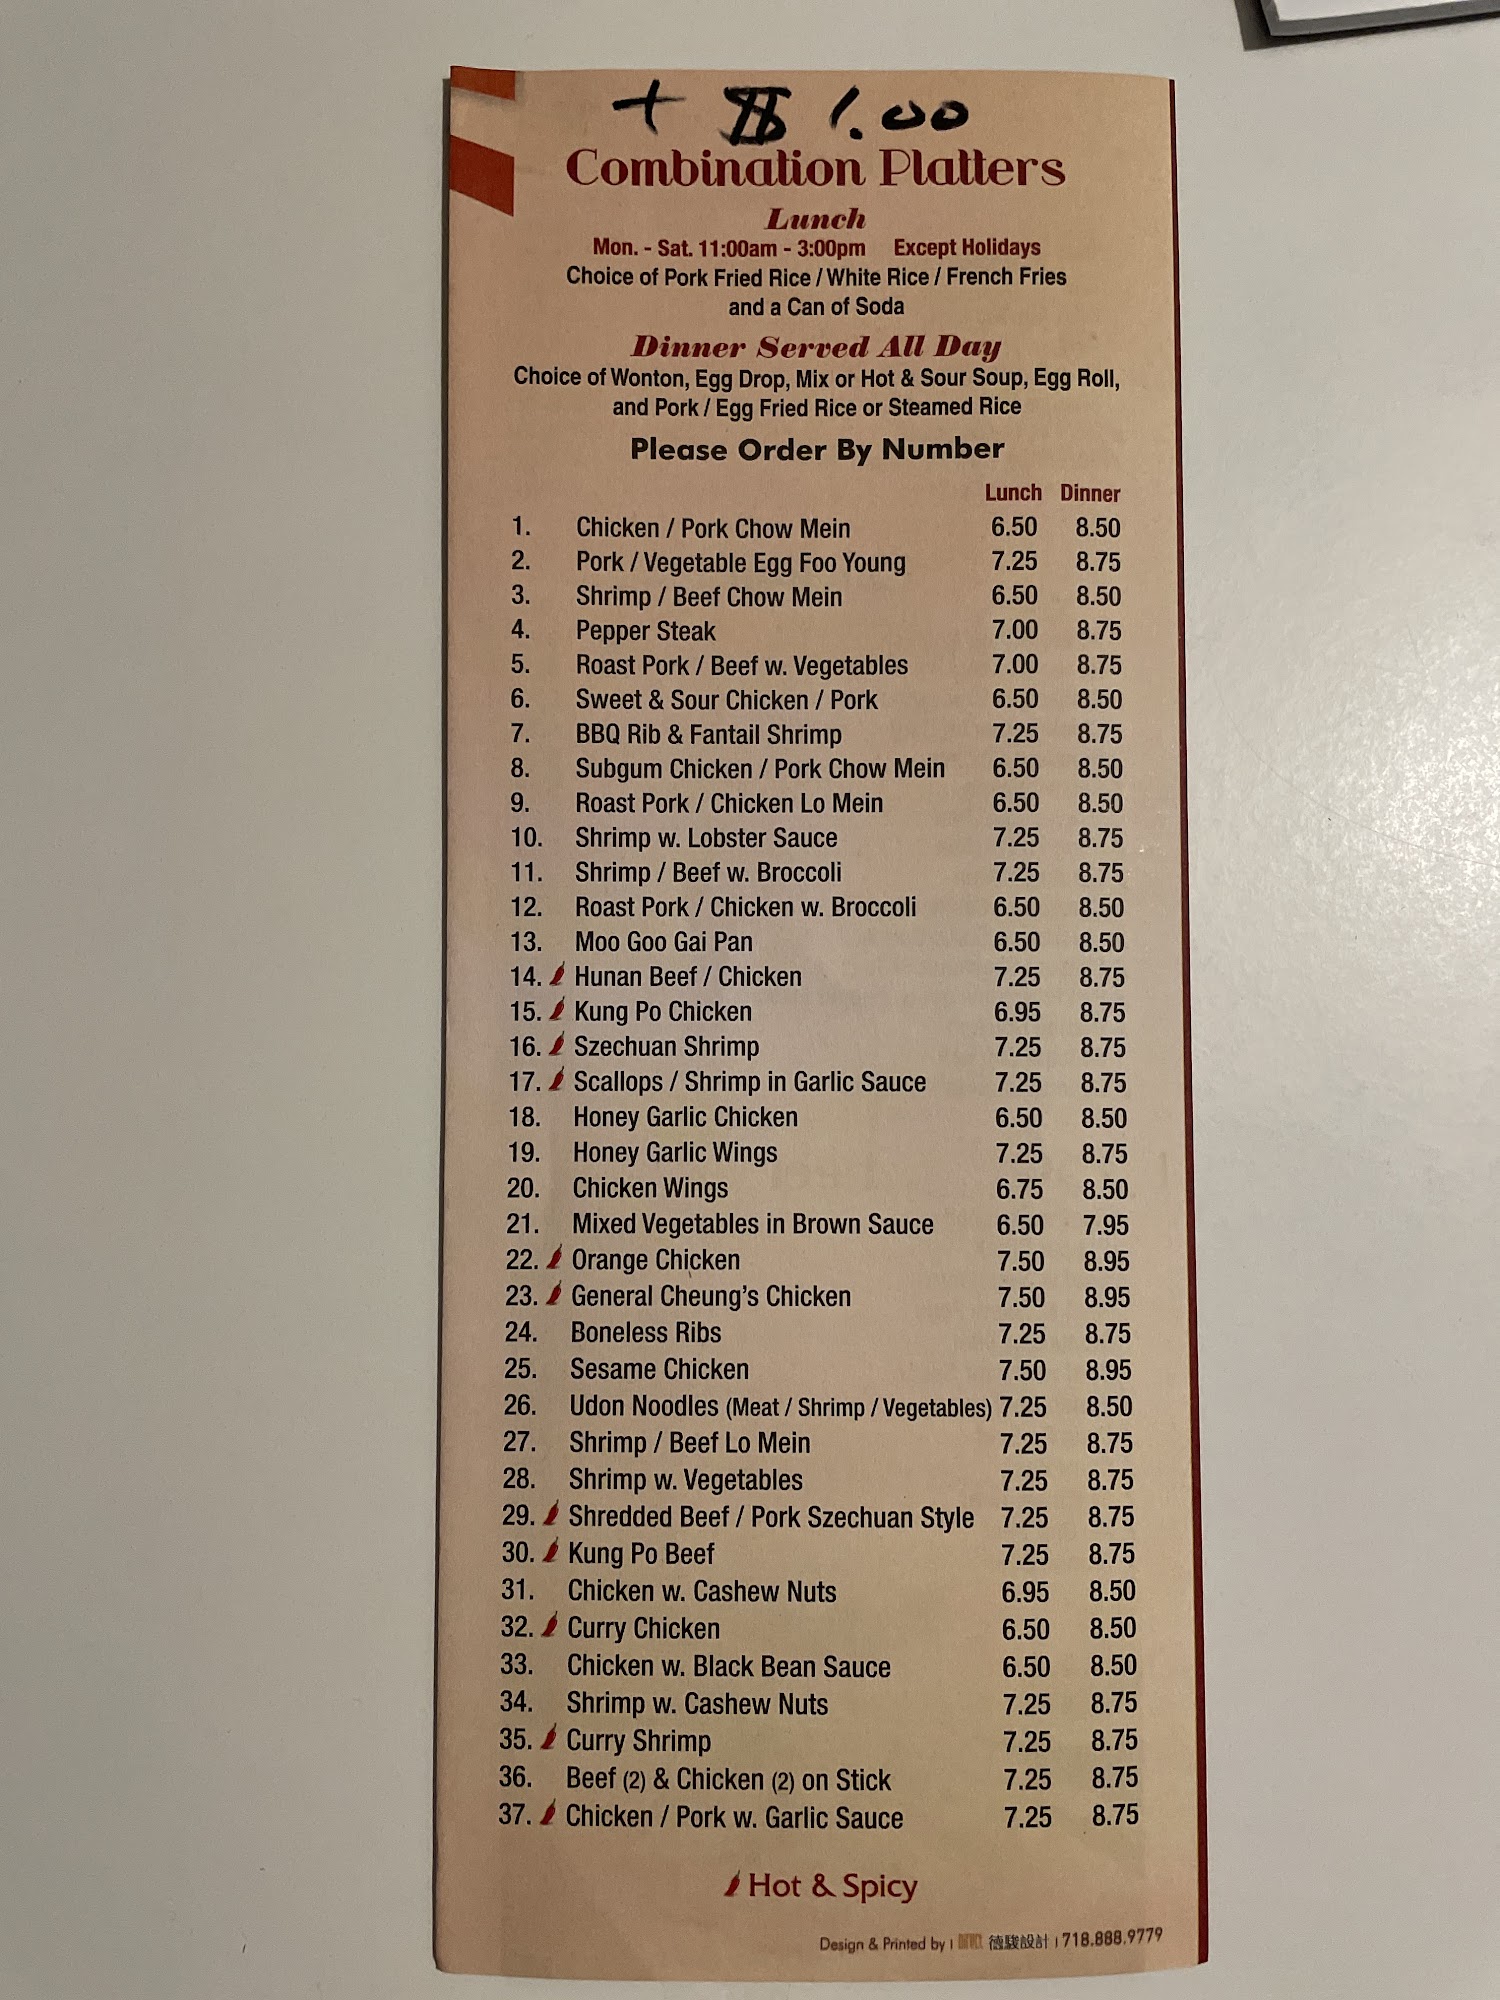 + $1.00
Combination Platters
Lunch
Mon. - Sat. 11:00am - 3:00pm Except Holidays
Choice of Pork Fried Rice / White Rice / French Fries
and a Can of Soda
Dinner Served All Day
Choice of Wonton, Egg Drop, Mix or Hot & Sour Soup, Egg Roll,
and Pork / Egg Fried Rice or Steamed Rice
Please Order By Number
Lunch Dinner
1. Chicken / Pork Chow Mein 6.50 8.50
2. Pork / Vegetable Egg Foo Young 7.25 8.75
3. Shrimp / Beef Chow Mein 6.50 8.50
4. Pepper Steak 7.00 8.75
5. Roast Pork / Beef w. Vegetables 7.00 8.75
6. Sweet & Sour Chicken / Pork 6.50 8.50
7. BBQ Rib & Fantail Shrimp 7.25 8.75
8. Subgum Chicken / Pork Chow Mein 6.50 8.50
9. Roast Pork / Chicken Lo Mein 6.50 8.50
10. Shrimp w. Lobster Sauce 7.25 8.75
11. Shrimp / Beef w. Broccoli 7.25 8.75
12. Roast Pork / Chicken w. Broccoli 6.50 8.50
13. Moo Goo Gai Pan 6.50 8.50
14. Hunan Beef / Chicken 7.25 8.75
15. Kung Po Chicken 6.95 8.75
16. Szechuan Shrimp 7.25 8.75
17. Scallops / Shrimp in Garlic Sauce 7.25 8.75
18. Honey Garlic Chicken 6.50 8.50
19. Honey Garlic Wings 7.25 8.75
20. Chicken Wings 6.75 8.50
21. Mixed Vegetables in Brown Sauce 6.50 7.95
22. Orange Chicken 7.50 8.95
23. General Cheung's Chicken 7.50 8.95
24. Boneless Ribs 7.25 8.75
25. Sesame Chicken 7.50 8.95
26. Udon Noodles (Meat / Shrimp / Vegetables) 7.25 8.50
27. Shrimp / Beef Lo Mein 7.25 8.75
28. Shrimp w. Vegetables 7.25 8.75
29. Shredded Beef / Pork Szechuan Style 7.25 8.75
30. Kung Po Beef 7.25 8.75
31. Chicken w. Cashew Nuts 6.95 8.50
32. Curry Chicken 6.50 8.50
33. Chicken w. Black Bean Sauce 6.50 8.50
34. Shrimp w. Cashew Nuts 7.25 8.75
35. Curry Shrimp 7.25 8.75
36. Beef (2) & Chicken (2) on Stick 7.25 8.75
37. Chicken / Pork w. Garlic Sauce 7.25 8.75
Hot & Spicy
Design & Printed by | 德駿設計 | 718.888.9779